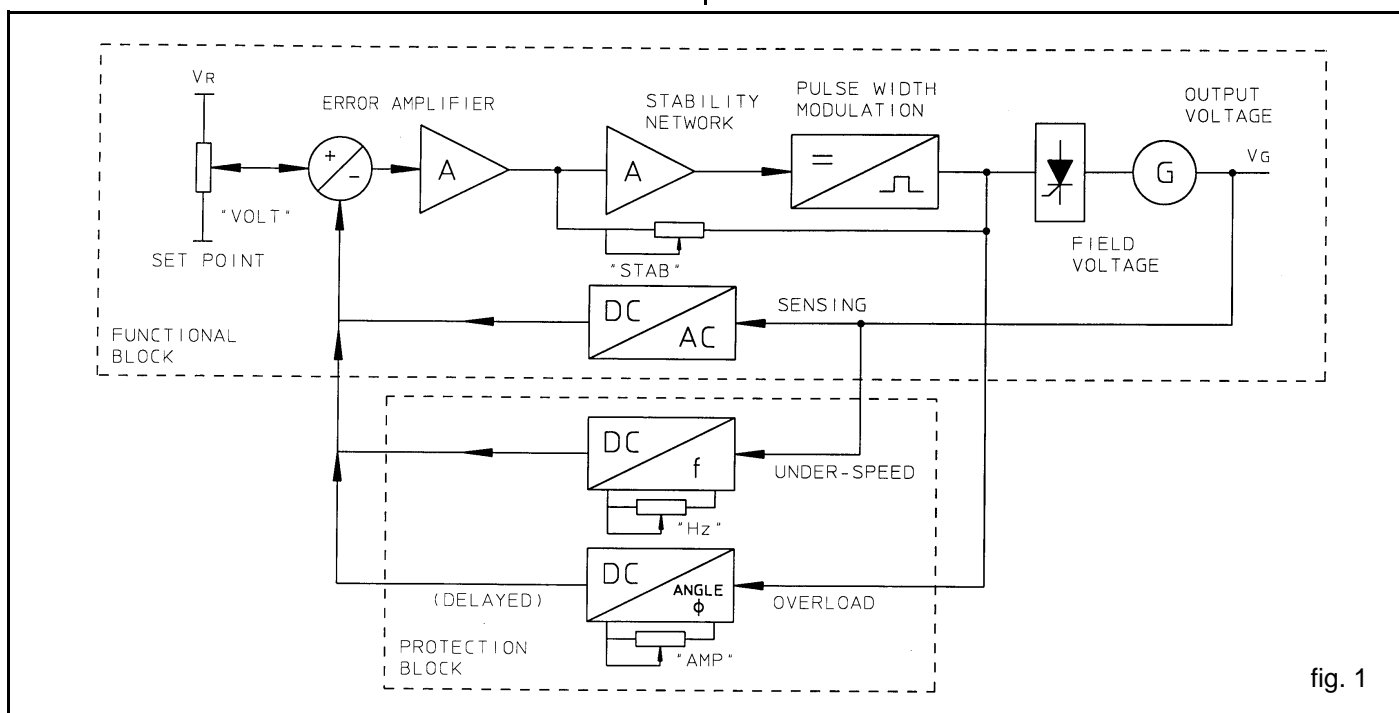 VR
ERROR AMPLIFIER
STABILITY
NETWORK
PULSE WIDTH
MODULATION
OUTPUT
VOLTAGE
+
-
A
A
=
G
VG
"VOLT"
SET POINT
"STAB"
FIELD
VOLTAGE
DC
AC
SENSING
FUNCTIONAL
BLOCK
DC
f
UNDER-SPEED
"Hz"
DC
ANGLE
ϕ
(DELAYED)
OVERLOAD
"AMP"
PROTECTION
BLOCK
fig. 1